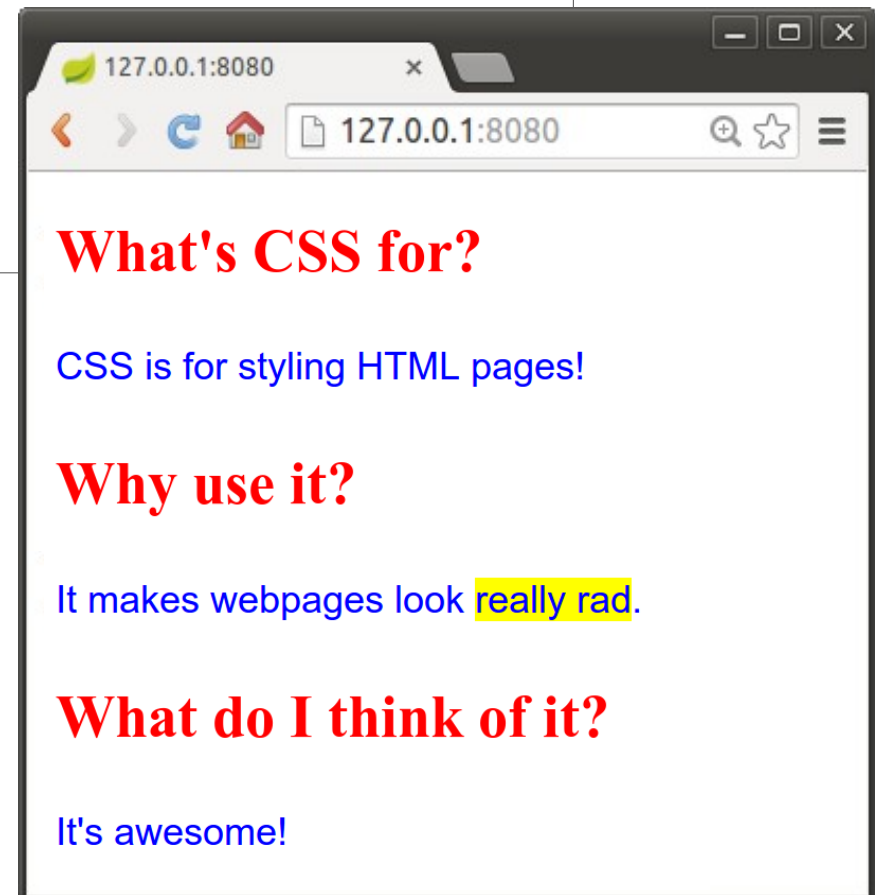 127.0.0.1:8080
127.0.0.1:8080
What's CSS for?
CSS is for styling HTML pages!
Why use it?
It makes webpages look really rad.
What do I think of it?
It's awesome!